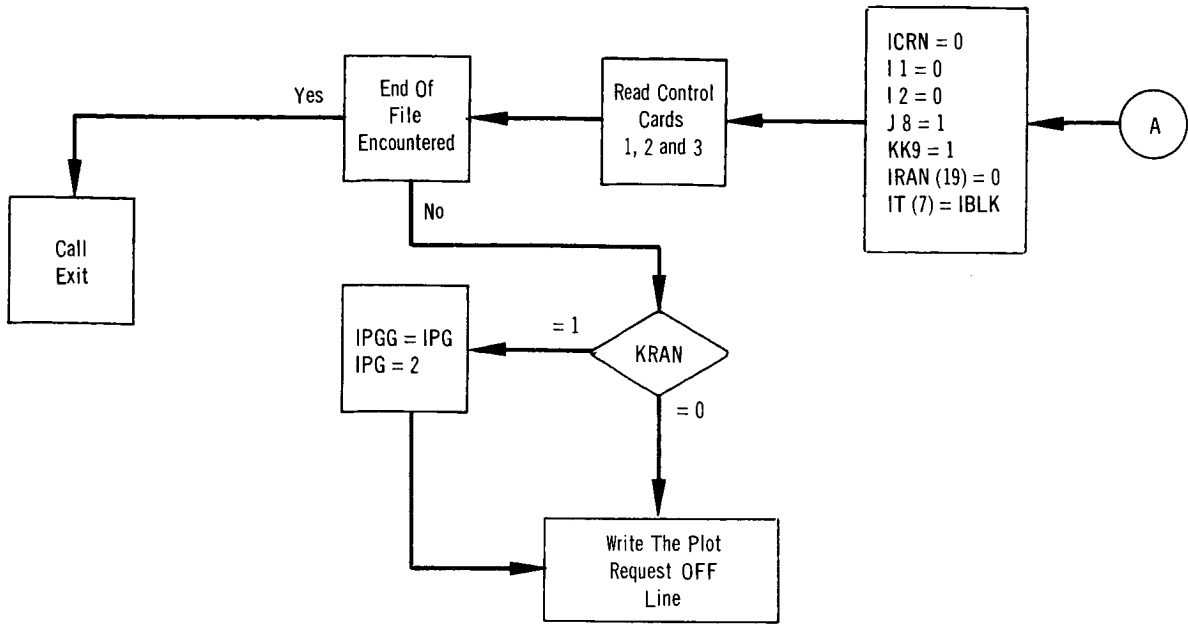 ICRN = 0
I 1 = 0
I 2 = 0
J 8 = 1
KK9 = 1
IRAN (19) = 0
IT (7) = IBLK
A
Read Control
Cards
1, 2 and 3
End Of
File
Encountered
Yes
No
Call
Exit
KRAN
= 1
= 0
IPGG = IPG
IPG = 2
Write The Plot
Request OFF
Line